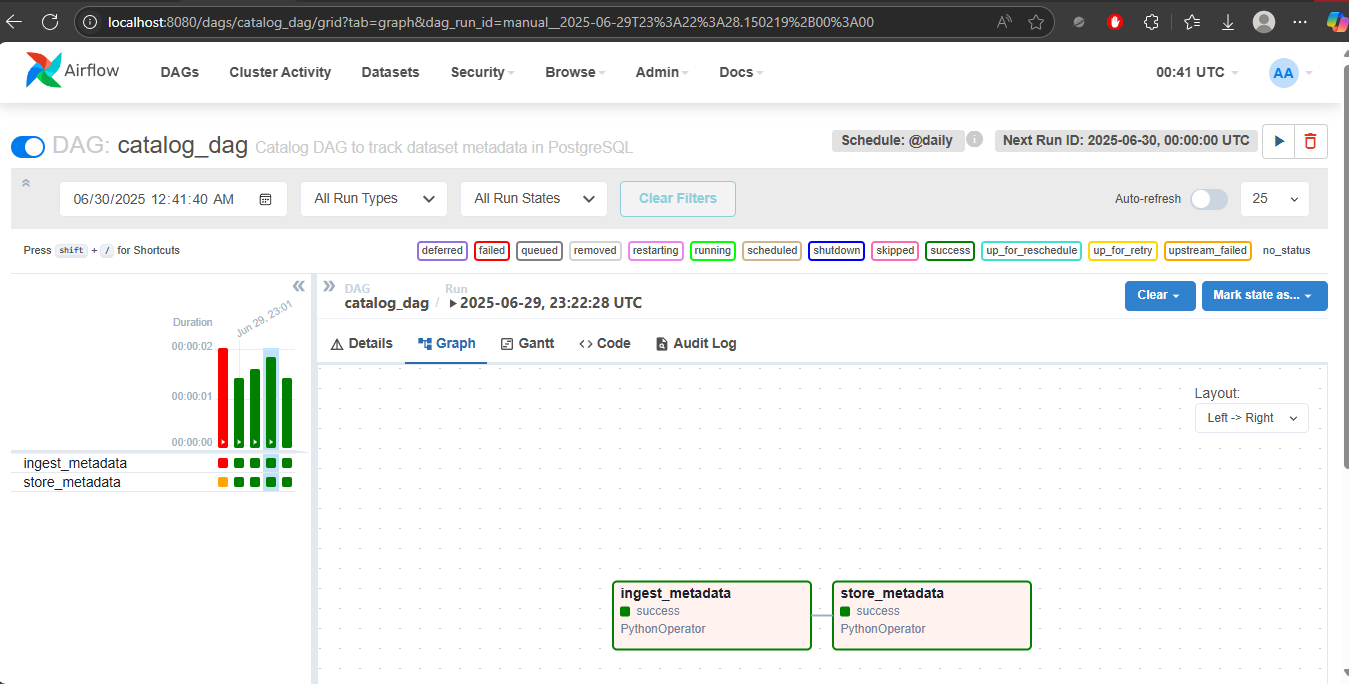 localhost:8080/dags/catalog_dag/grid?tab=graph&dag_run_id=manual__2025-06-29T23%3A22%3A28.150219%2B00%3A00
Airflow DAGs Cluster Activity Datasets Security Browse Admin Docs 00:41 UTC AA
DAG: catalog_dag Catalog DAG to track dataset metadata in PostgreSQL Schedule: @daily i Next Run ID: 2025-06-30, 00:00:00 UTC
06/30/2025 12:41:40 AM All Run Types All Run States Clear Filters Auto-refresh 25
Press shift + / for Shortcuts deferred failed queued removed restarting running scheduled shutdown skipped success up_for_reschedule up_for_retry upstream_failed no_status
DAG Run
catalog_dag / 2025-06-29, 23:22:28 UTC Clear Mark state as...
Jun 29, 23:01
Duration
00:00:02
00:00:01
00:00:00
ingest_metadata
store_metadata
Details Graph Gantt Code Audit Log
Layout:
Left -> Right
ingest_metadata
success
PythonOperator
store_metadata
success
PythonOperator